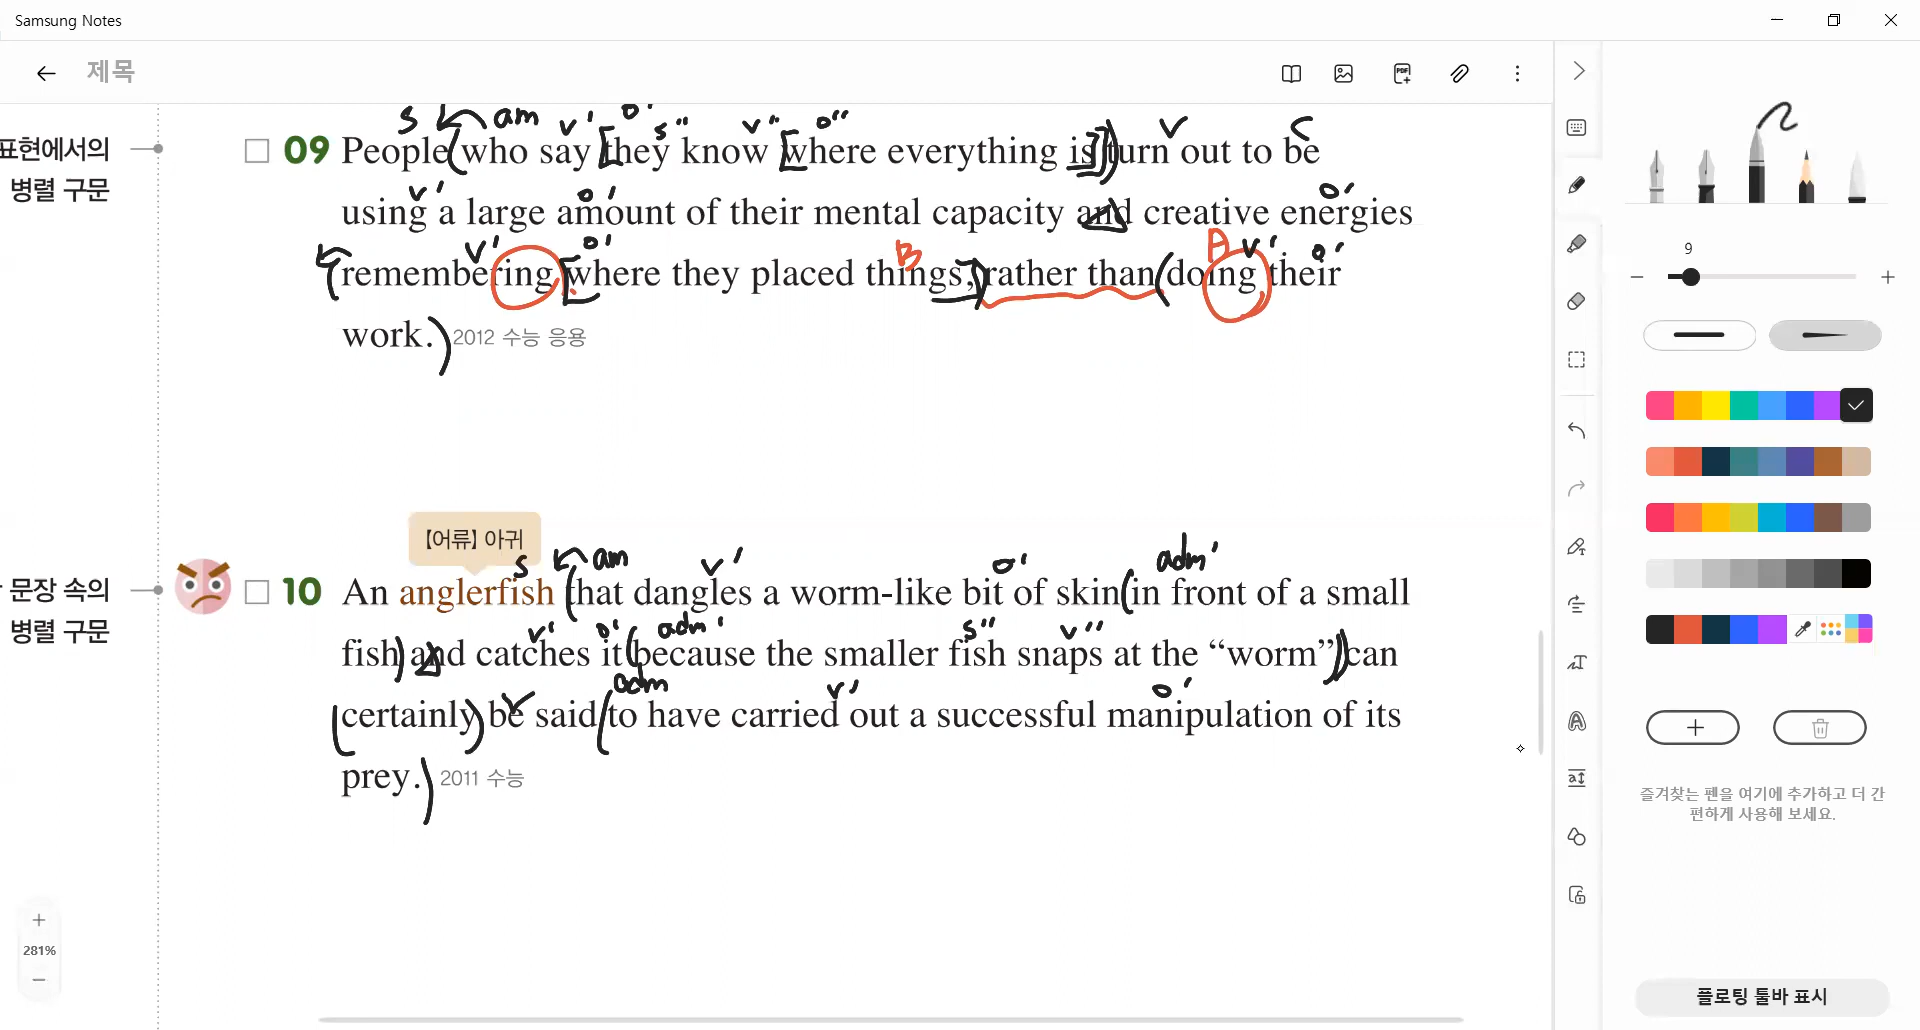 Samsung Notes
제목
s am v' o' s" v" o" v c
표현에서의
병렬 구문
09 People who say they know where everything is turn out to be
v' o' o'
using a large amount of their mental capacity and creative energies
v' o' B A v' o'
remembering where they placed things, rather than doing their
work. 2012 수능 응용
【어류】 아귀
s am v' o' adm'
문장 속의
병렬 구문
10 An anglerfish that dangles a worm-like bit of skin in front of a small
v' o' adm' s" v"
fish and catches it because the smaller fish snaps at the “worm” can
v adm v' o'
certainly be said to have carried out a successful manipulation of its
prey. 2011 수능
281%
PDF
9
즐겨찾는 펜을 여기에 추가하고 더 간
편하게 사용해 보세요.
플로팅 툴바 표시